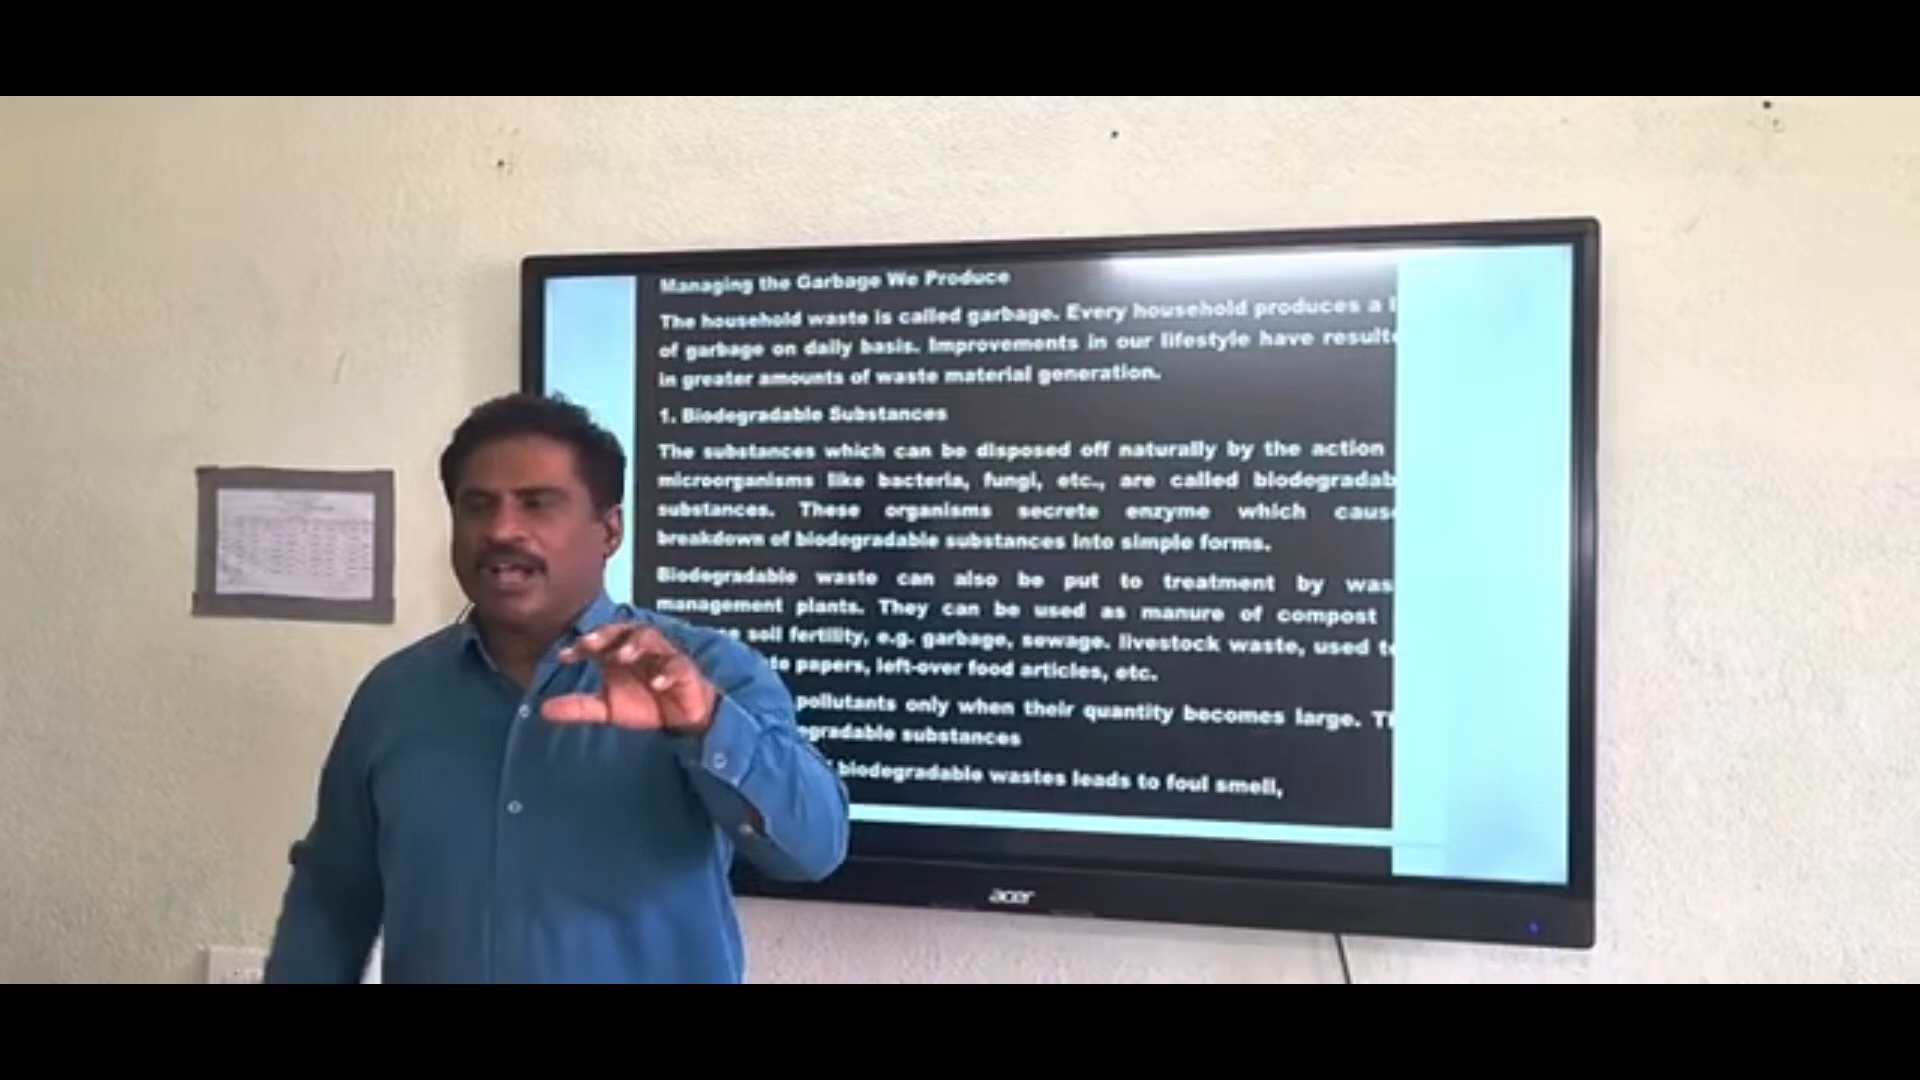 Managing the Garbage We Produce
The household waste is called garbage. Every household produces a
of garbage on daily basis. Improvements in our lifestyle have
in greater amounts of waste material generation.
1. Biodegradable Substances
The substances which can be disposed off naturally by the action
microorganisms like bacteria, fungi, etc., are called
substances. These organisms secrete enzyme which
breakdown of biodegradable substances into simple forms.
Biodegradable waste can also be put to treatment by
management plants. They can be used as manure of compost
soil fertility, e.g. garbage, sewage. livestock waste, used
papers, left-over food articles, etc.
pollutants only when their quantity becomes large.
substances
biodegradable wastes leads to foul smell,
acer